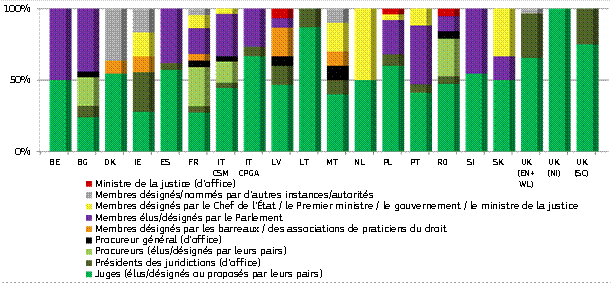 100%
50%
0%
BE BG DK IE ES FR IT IT LV LT MT NL PL PT RO SI SK UK UK UK
CSM CPGA (EN+ (NI) (SC)
WL)
Ministre de la justice (d'office)
Membres désignés/nommés par d'autres instances/autorités
Membres désignés par le Chef de l'État / le Premier ministre / le gouvernement / le ministre de la justice
Membres élus/désignés par le Parlement
Membres désignés par les barreaux / des associations de praticiens du droit
Procureur général (d'office)
Procureurs (élus/désignés par leurs pairs)
Présidents des juridictions (d'office)
Juges (élus/désignés ou proposés par leurs pairs)